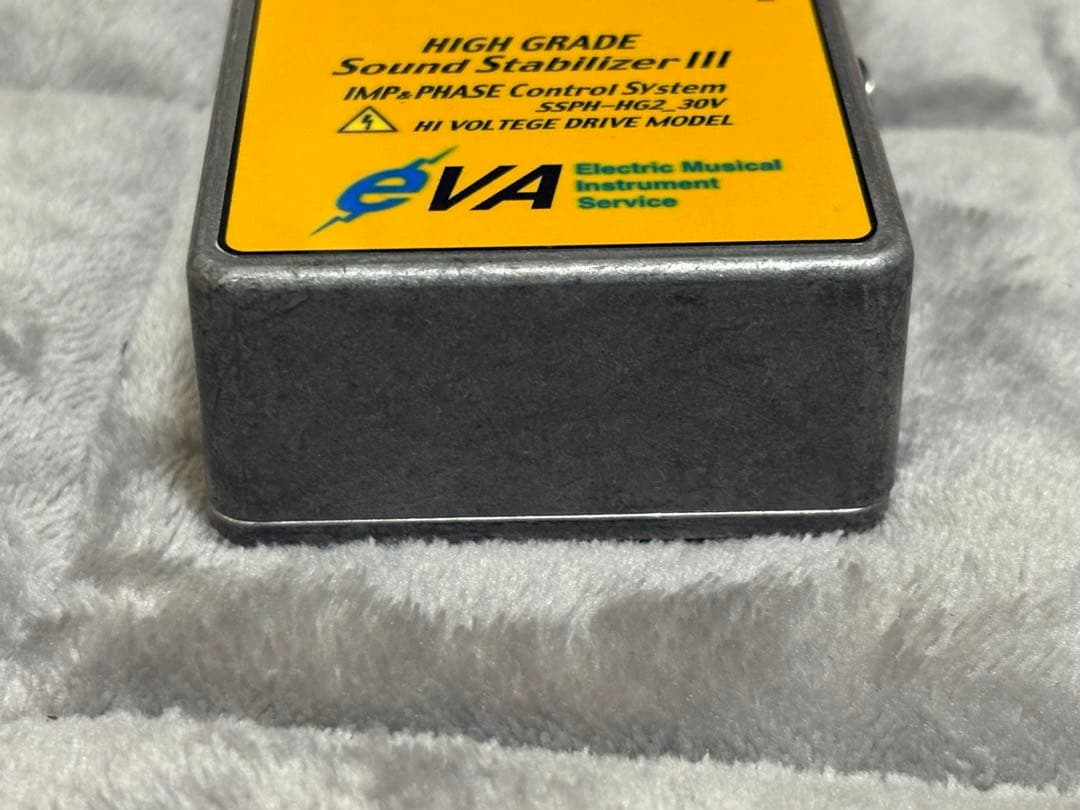 HIGH GRADE
Sound Stabilizer III
IMP&PHASE Control System
SSPH-HG2_30V
HI VOLTEGE DRIVE MODEL
eVA
Electric Musical
Instrument
Service